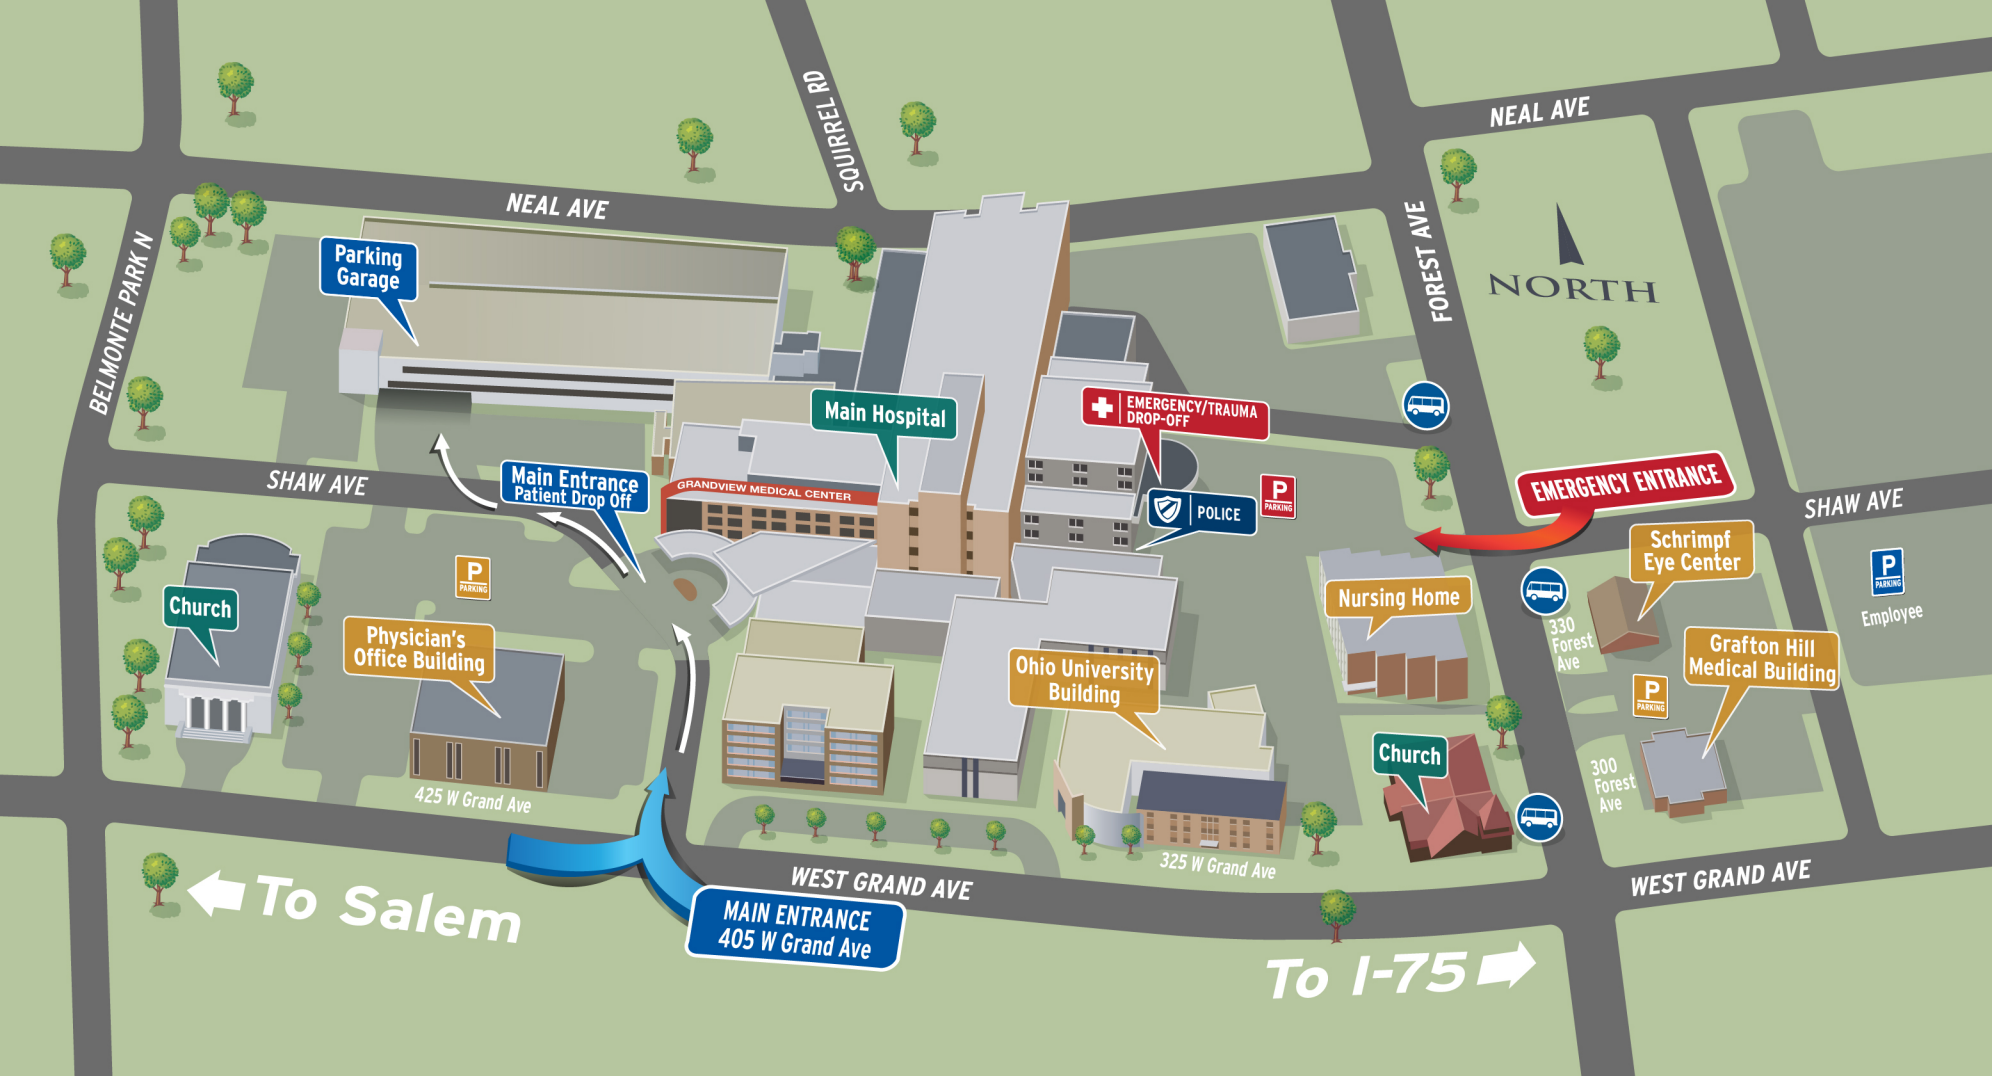 SQUIRREL RD
NEAL AVE
NEAL AVE
BELMONTE PARK N
Parking
Garage
FOREST AVE
NORTH
Main Hospital
EMERGENCY/TRAUMA
DROP-OFF
SHAW AVE
Main Entrance
Patient Drop Off
GRANDVIEW MEDICAL CENTER
POLICE
P
PARKING
EMERGENCY ENTRANCE
SHAW AVE
Schrimpf
Eye Center
P
PARKING
Employee
P
PARKING
Church
Physician's
Office Building
Nursing Home
330
Forest
Ave
Ohio University
Building
Grafton Hill
Medical Building
P
PARKING
Church
300
Forest
Ave
425 W Grand Ave
325 W Grand Ave
WEST GRAND AVE
WEST GRAND AVE
To Salem
MAIN ENTRANCE
405 W Grand Ave
To I-75